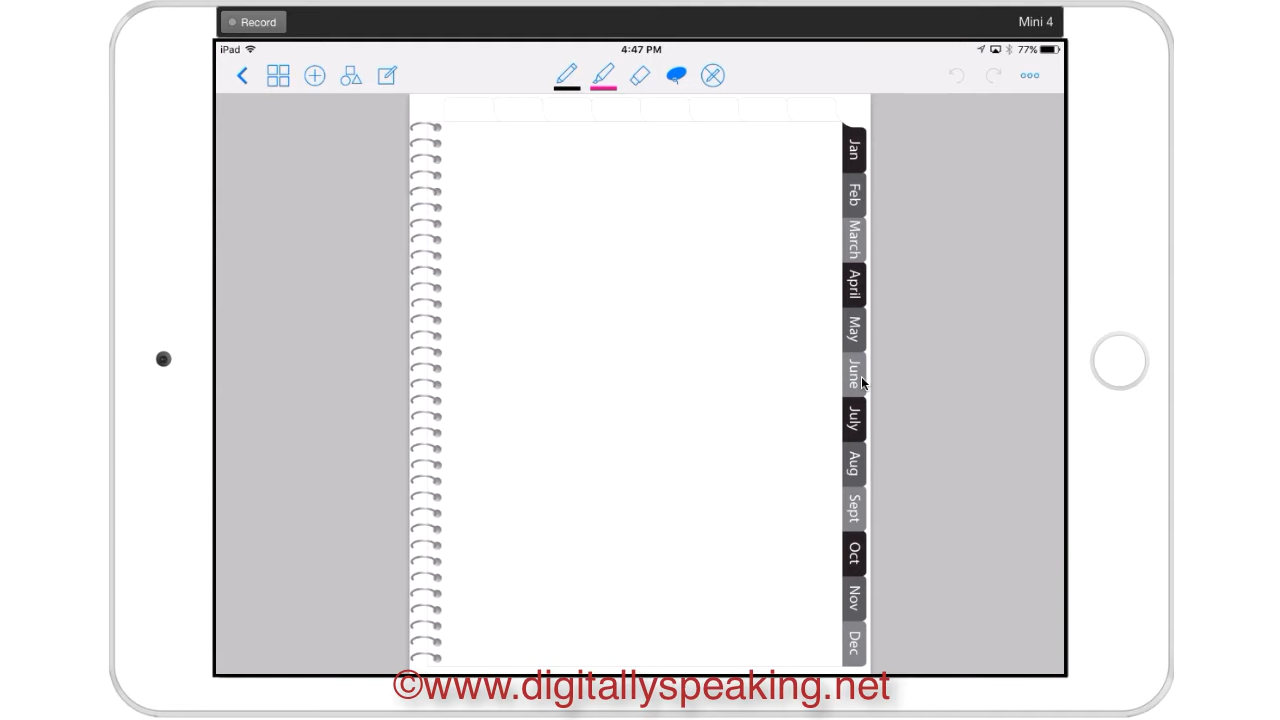 Record
Mini 4
iPad 4:47 PM 77%
Jan
Feb
March
April
May
June
July
Aug
Sept
Oct
Nov
Dec
©www.digitallyspeaking.net